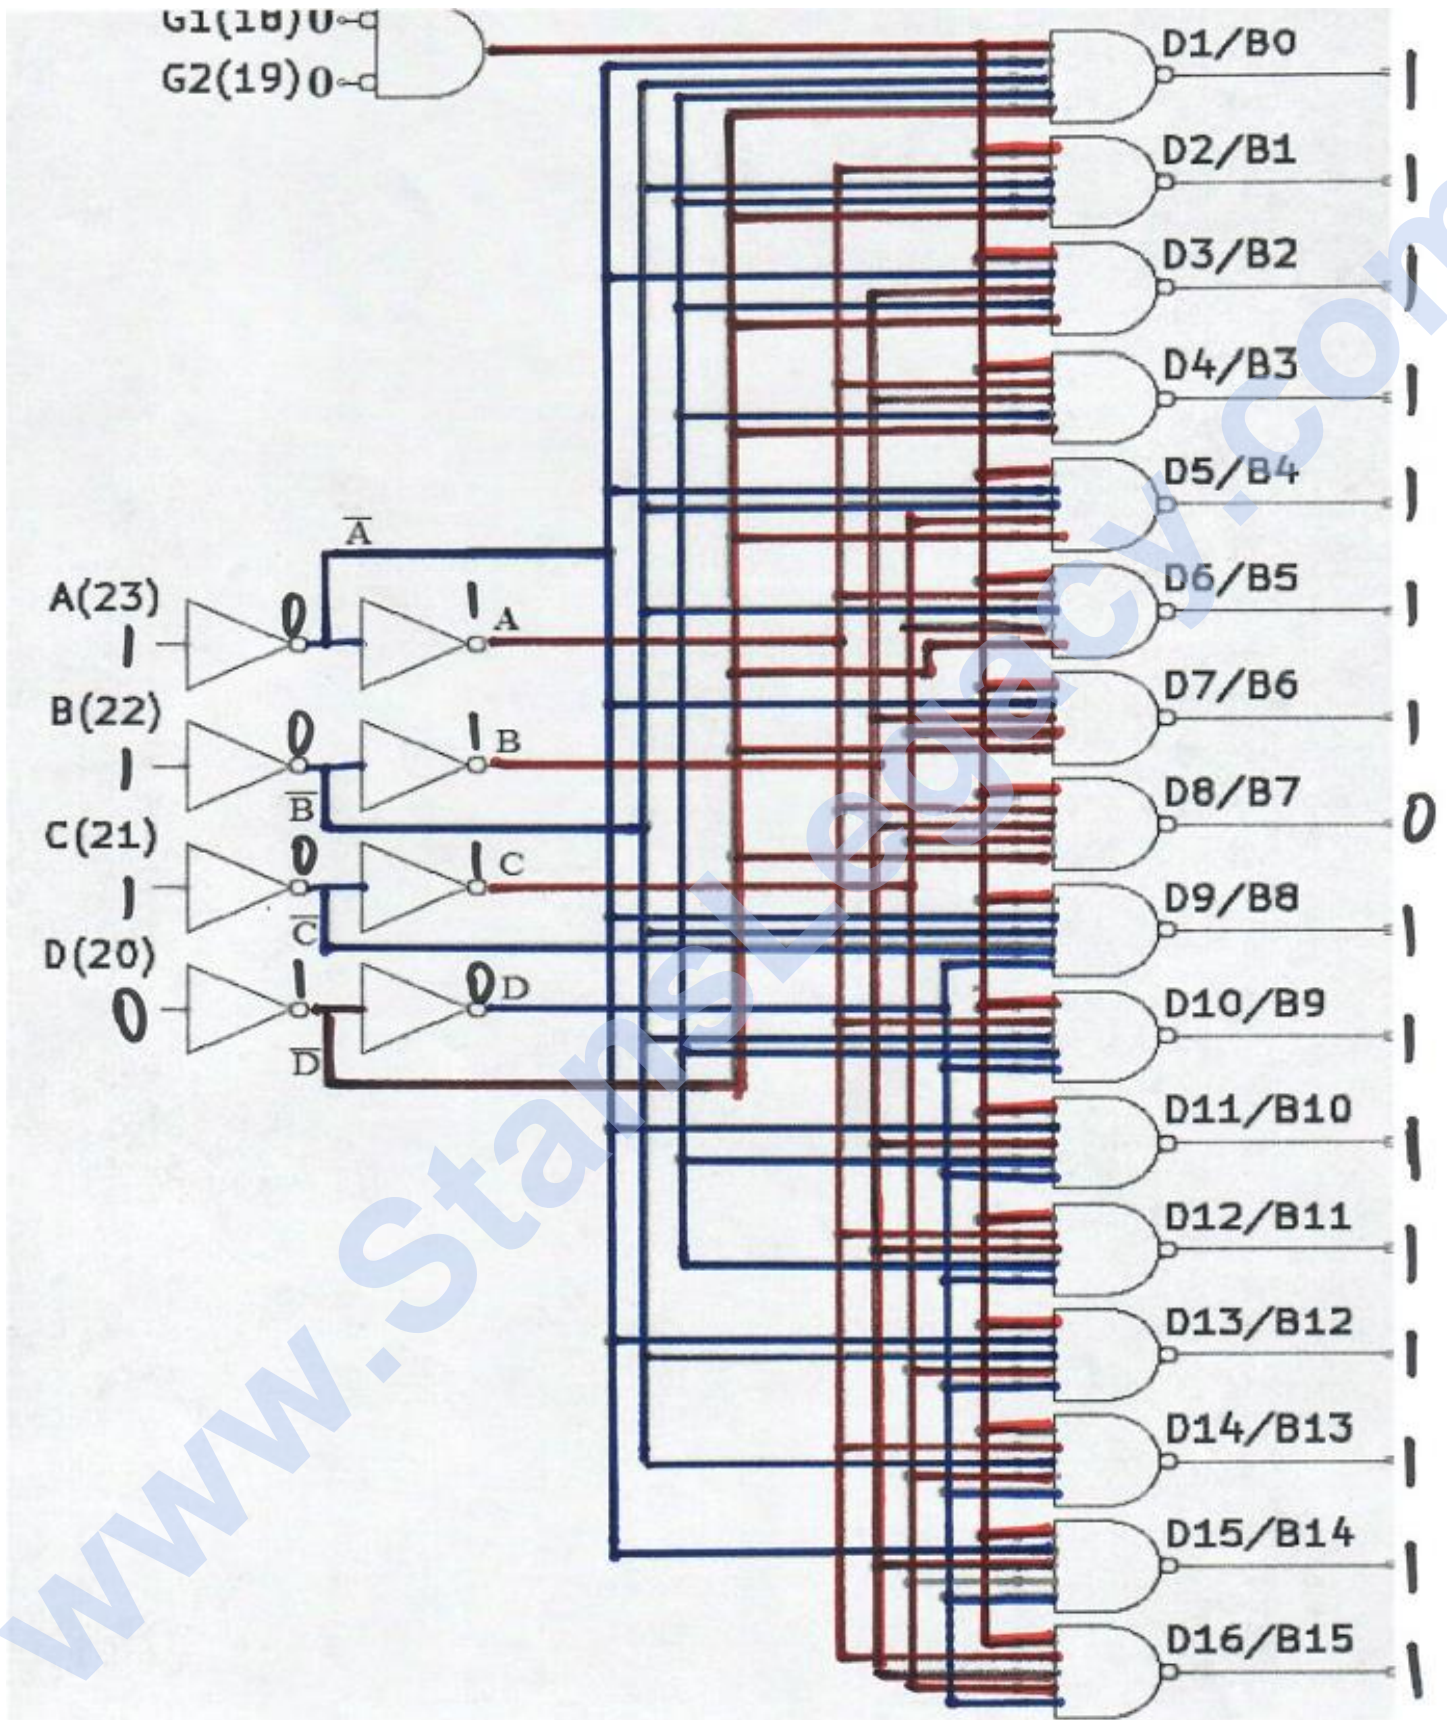 G1(18)0
G2(19)0
D1/B0 1
D2/B1 1
D3/B2 1
D4/B3 1
D5/B4 1
A̅
A(23) 1 0 1 A
D6/B5 1
B(22) 1 0 1 B
B̅
D7/B6 1
D8/B7 0
C(21) 1 0 1 C
C̅
D9/B8 1
D(20) 0 1 0 D
D̅
D10/B9 1
D11/B10 1
D12/B11 1
D13/B12 1
D14/B13 1
D15/B14 1
D16/B15 1
www.StansLegacy.com